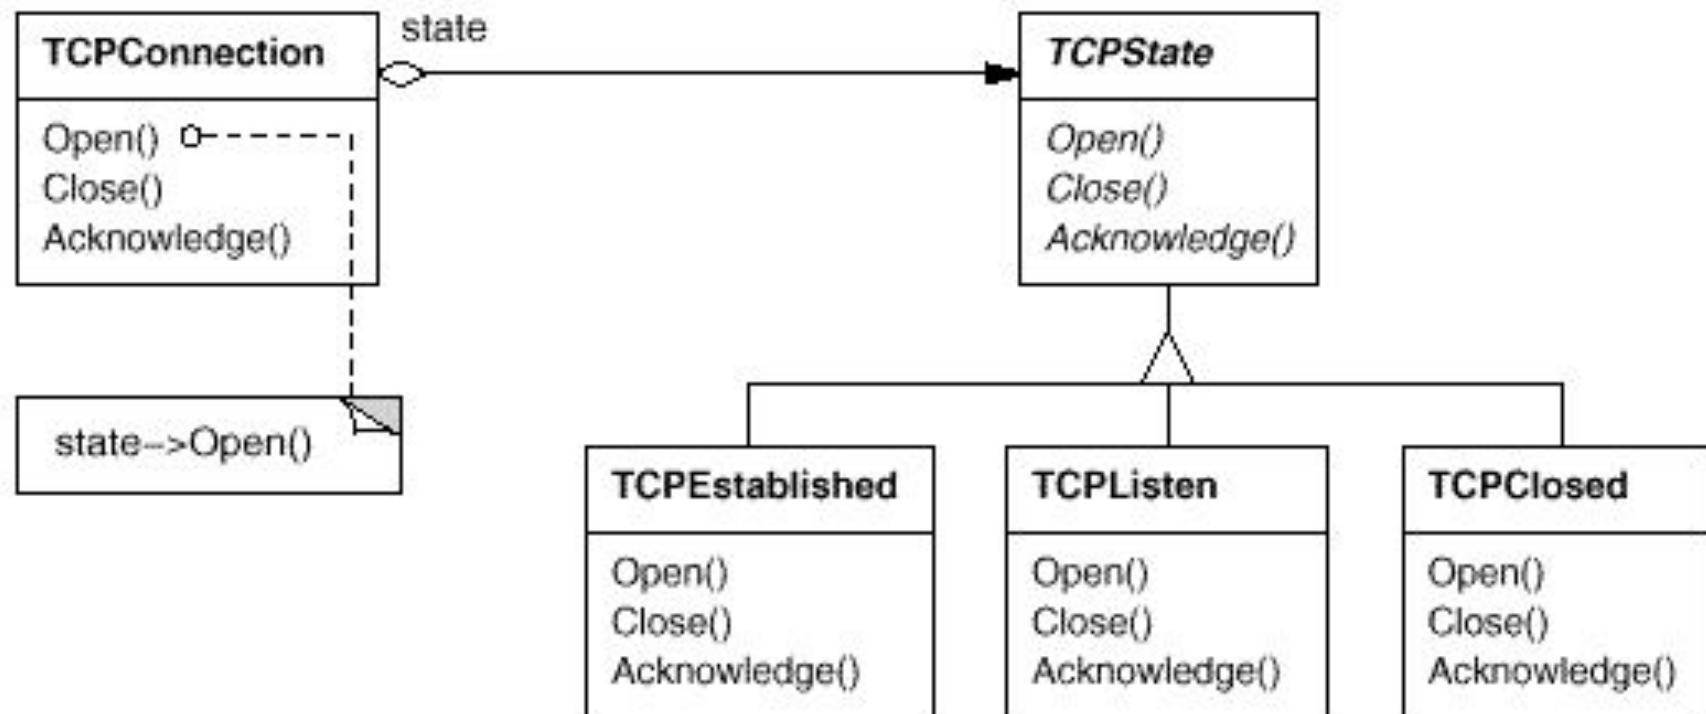 TCPConnection
Open()
Close()
Acknowledge()
state
TCPState
Open()
Close()
Acknowledge()
state->Open()
TCPEstablished
Open()
Close()
Acknowledge()
TCPListen
Open()
Close()
Acknowledge()
TCPClosed
Open()
Close()
Acknowledge()